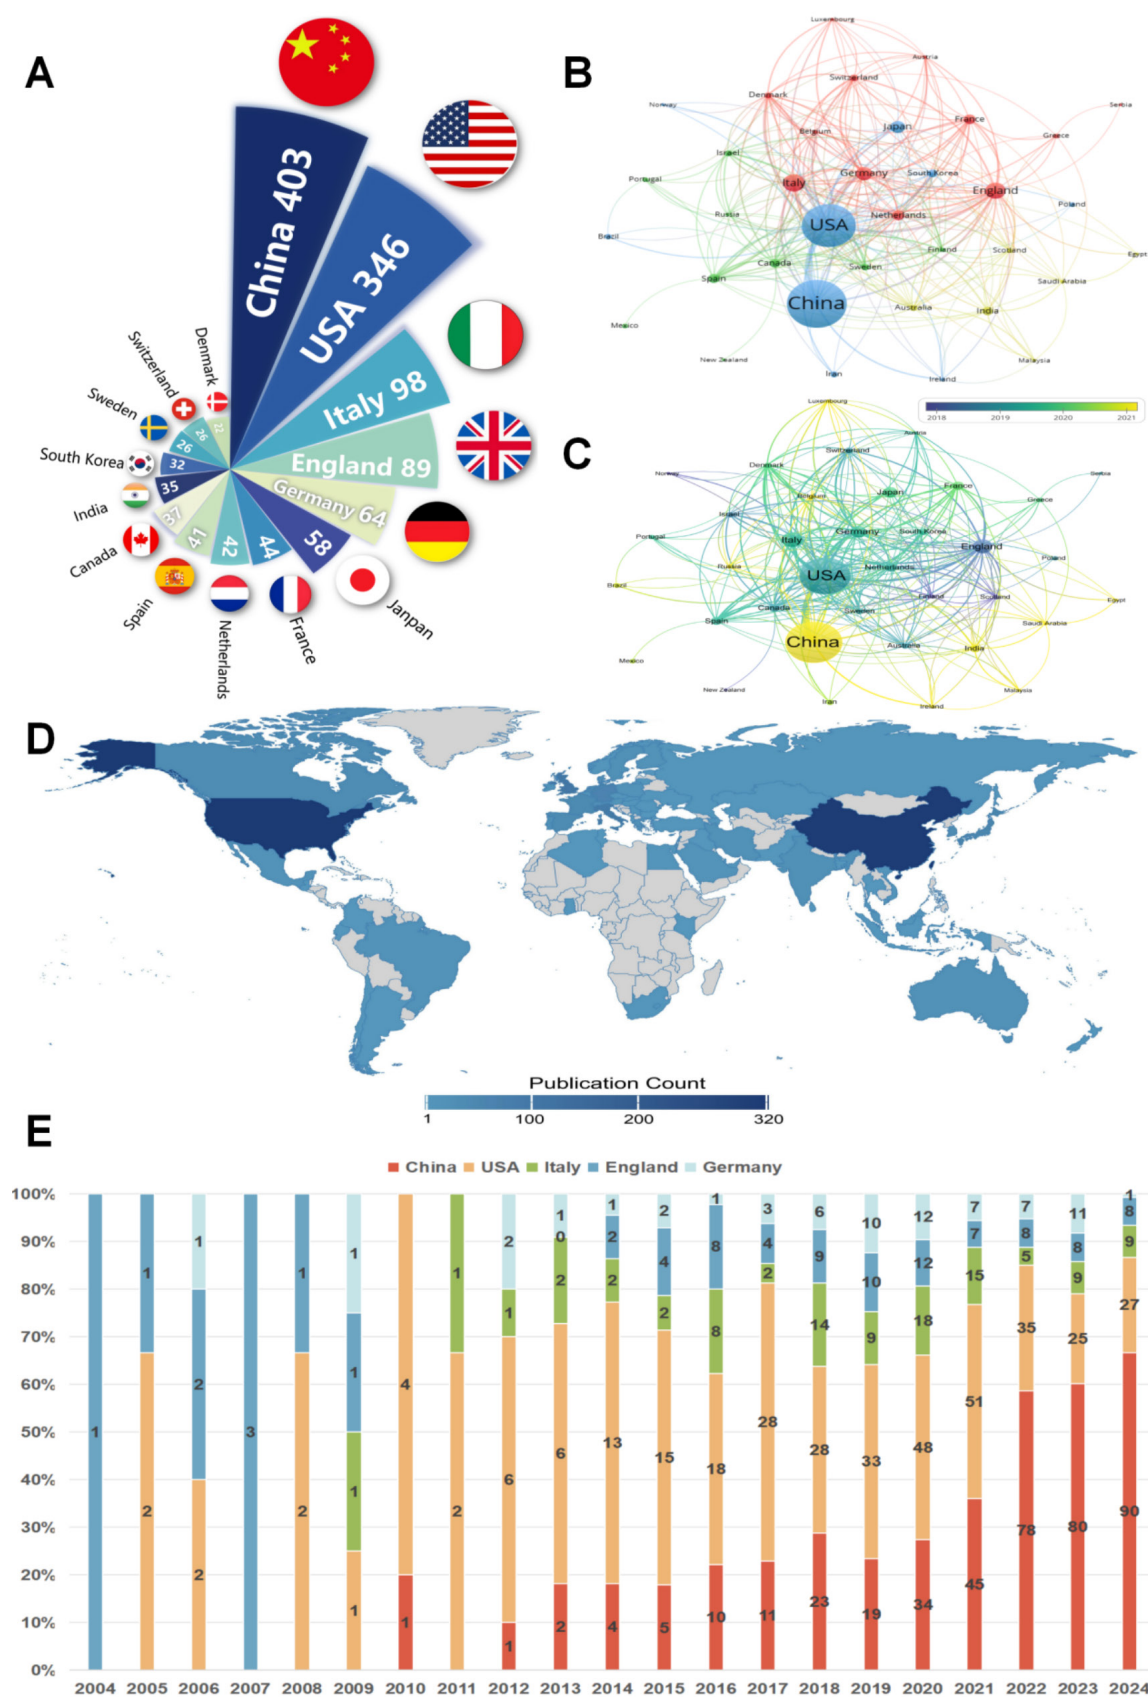 A
China 403
USA 346
Italy 98
England 89
Germany 64
58
44
42
41
37
35
32
26
26
22
Janpan
France
Netherlands
Spain
Canada
India
South Korea
Sweden
Switzerland
Denmark
B
Luxembourg
Austria
Switzerland
Denmark
Norway
Serbia
France
Japan
Belgium
Greece
Israel
Germany
South Korea
Portugal
Italy
England
Poland
Russia
Netherlands
USA
Brazil
Finland
Scotland
Egypt
Canada
Sweden
Spain
Saudi Arabia
China
Australia
India
Mexico
New Zealand
Malaysia
Iran
Ireland
2018 2019 2020 2021
C
Luxembourg
Austria
Switzerland
Denmark
Norway
Serbia
France
Japan
Belgium
Greece
Israel
Germany
South Korea
Portugal
Italy
England
Poland
Russia
Netherlands
USA
Brazil
Finland
Scotland
Egypt
Canada
Sweden
Spain
Saudi Arabia
China
Australia
India
Mexico
New Zealand
Malaysia
Iran
Ireland
D
Publication Count
1 100 200 320
E
China USA Italy England Germany
100%
90%
80%
70%
60%
50%
40%
30%
20%
10%
0%
1
1
2
1
2
2
3
1
2
1
1
1
1
4
1
1
2
2
1
6
1
1
0
2
6
2
1
2
2
13
4
2
4
2
15
5
1
8
8
18
10
3
4
2
28
11
6
9
14
28
23
10
10
9
33
19
12
12
18
48
34
7
7
15
51
45
7
8
5
35
78
11
8
9
25
80
1
8
9
27
90
2004 2005 2006 2007 2008 2009 2010 2011 2012 2013 2014 2015 2016 2017 2018 2019 2020 2021 2022 2023 2024